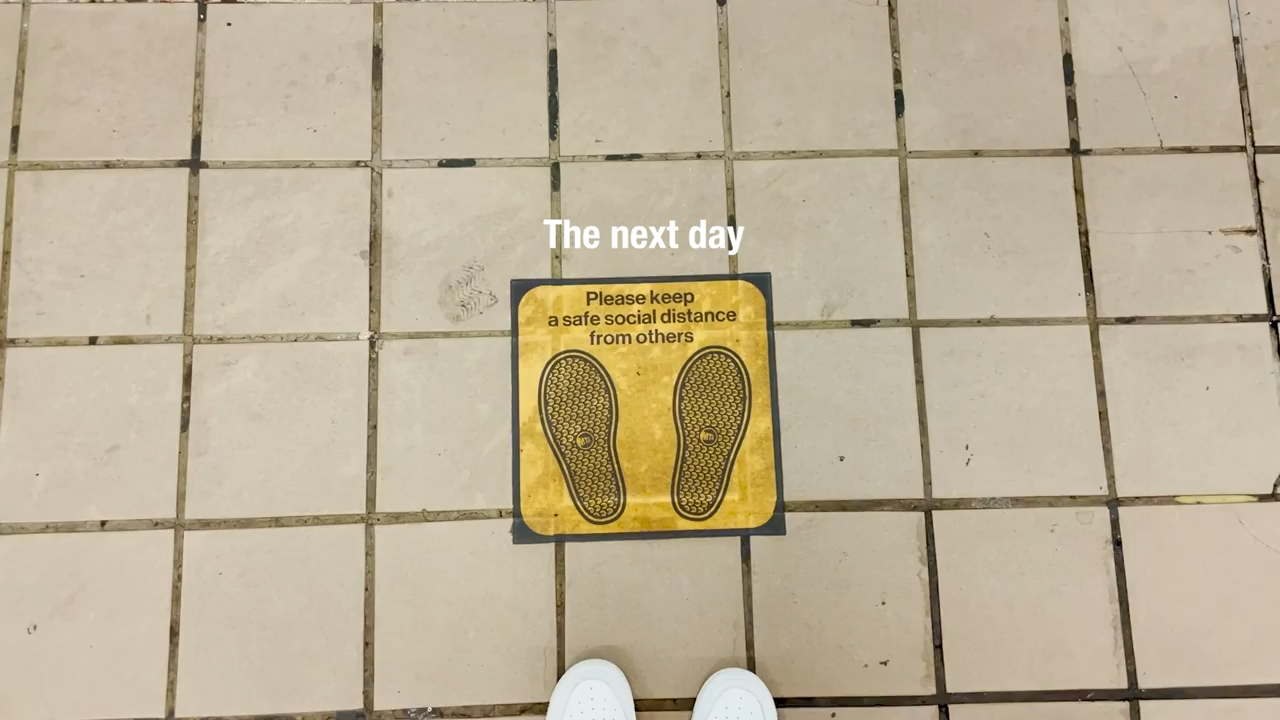 The next day
Please keep
a safe social distance
from others